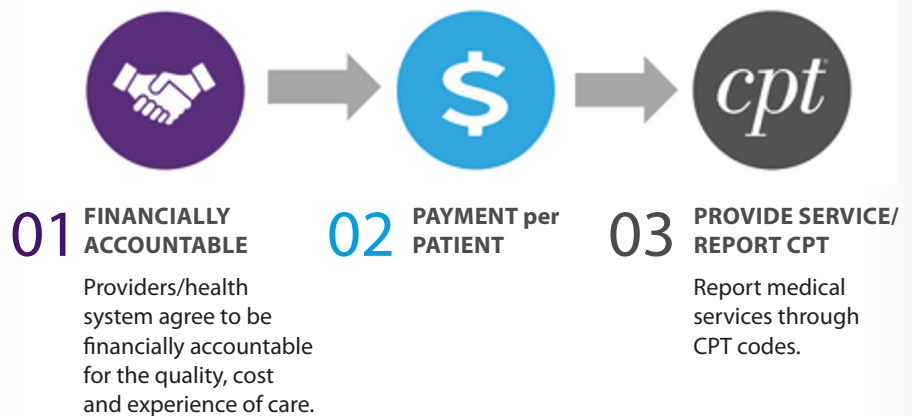 $
cpt
01 FINANCIALLY
ACCOUNTABLE
Providers/health
system agree to be
financially accountable
for the quality, cost
and experience of care.
02 PAYMENT per
PATIENT
03 PROVIDE SERVICE/
REPORT CPT
Report medical
services through
CPT codes.